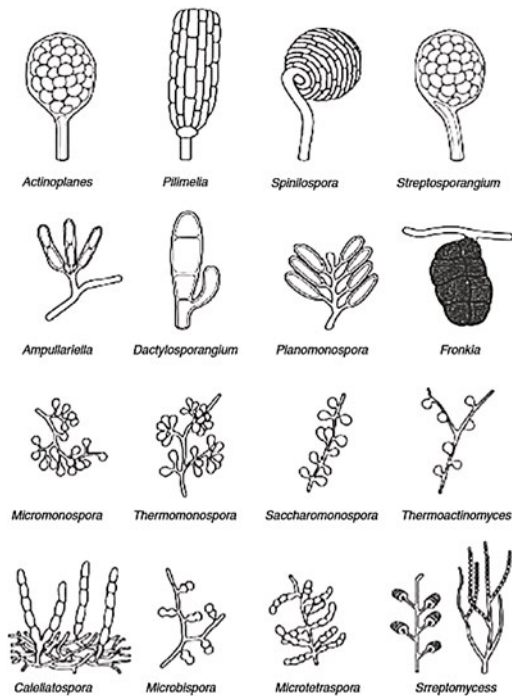 Actinoplanes
Pilimelia
Spinilospora
Streptosporangium
Ampullariella
Dactylosporangium
Planomonospora
Fronkia
Micromonospora
Thermomonospora
Saccharomonospora
Thermoactinomyces
Calellatospora
Microbispora
Microtetraspora
Srreptomycess